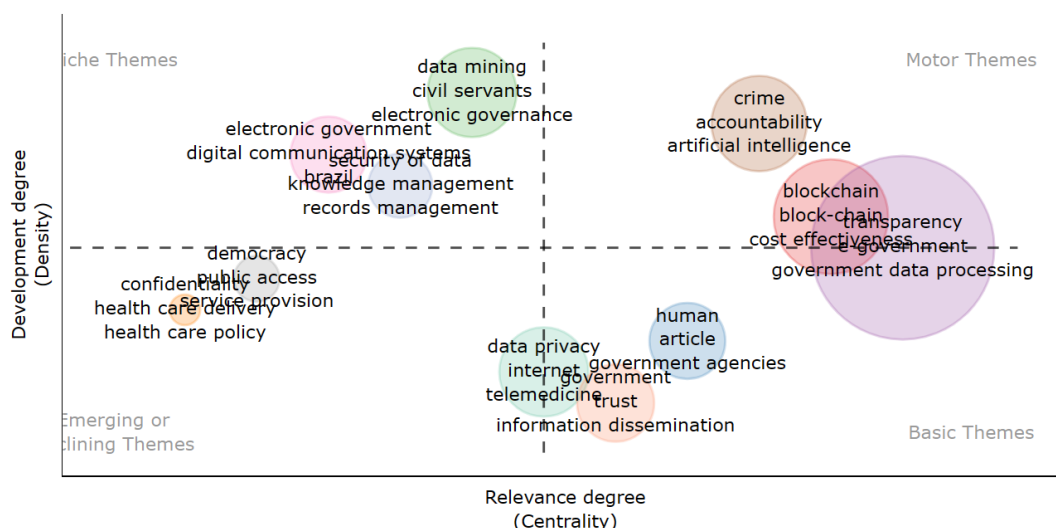 iche Themes
Motor Themes
data mining
civil servants
electronic governance
crime
accountability
artificial intelligence
electronic government
digital communication systems
brazil
security of data
knowledge management
records management
blockchain
block-chain
cost effectiveness
transparency
e-government
government data processing
democracy
public access
service provision
confidentiality
health care delivery
health care policy
human
article
government agencies
data privacy
internet
telemedicine
government
trust
information dissemination
Emerging or
clining Themes
Basic Themes
Development degree
(Density)
Relevance degree
(Centrality)